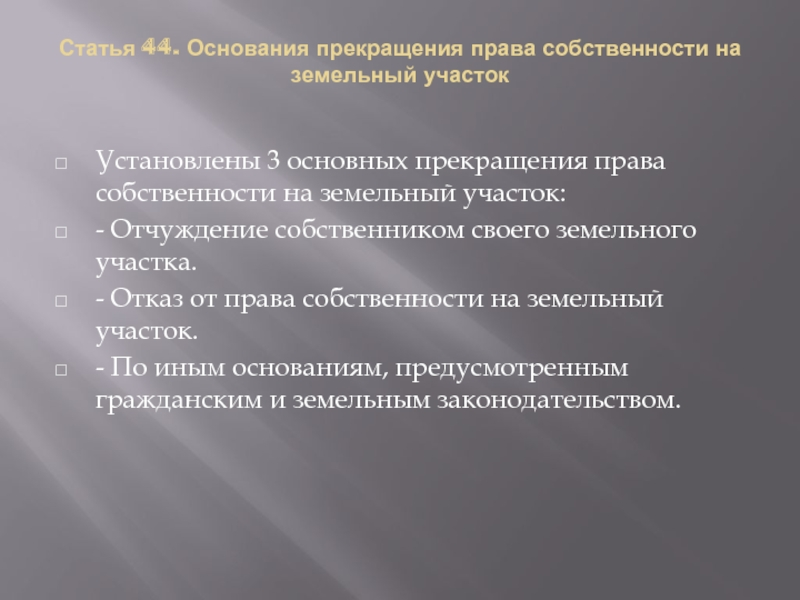 Статья 44. Основания прекращения права собственности на
земельный участок
Установлены 3 основных прекращения права
собственности на земельный участок:
- Отчуждение собственником своего земельного
участка.
- Отказ от права собственности на земельный
участок.
- По иным основаниям, предусмотренным
гражданским и земельным законодательством.